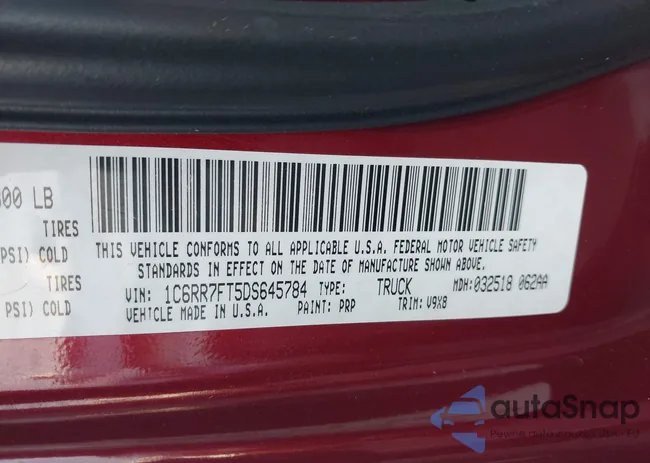 800 LB
TIRES
PSI) COLD
TIRES
PSI) COLD
THIS VEHICLE CONFORMS TO ALL APPLICABLE U.S.A. FEDERAL MOTOR VEHICLE SAFETY
STANDARDS IN EFFECT ON THE DATE OF MANUFACTURE SHOWN ABOVE.
VIN: 1C6RR7FT5DS645784 TYPE: TRUCK MDH:032518 062AA
VEHICLE MADE IN U.S.A. PAINT: PRP TRIM: V9X8
autoSnap